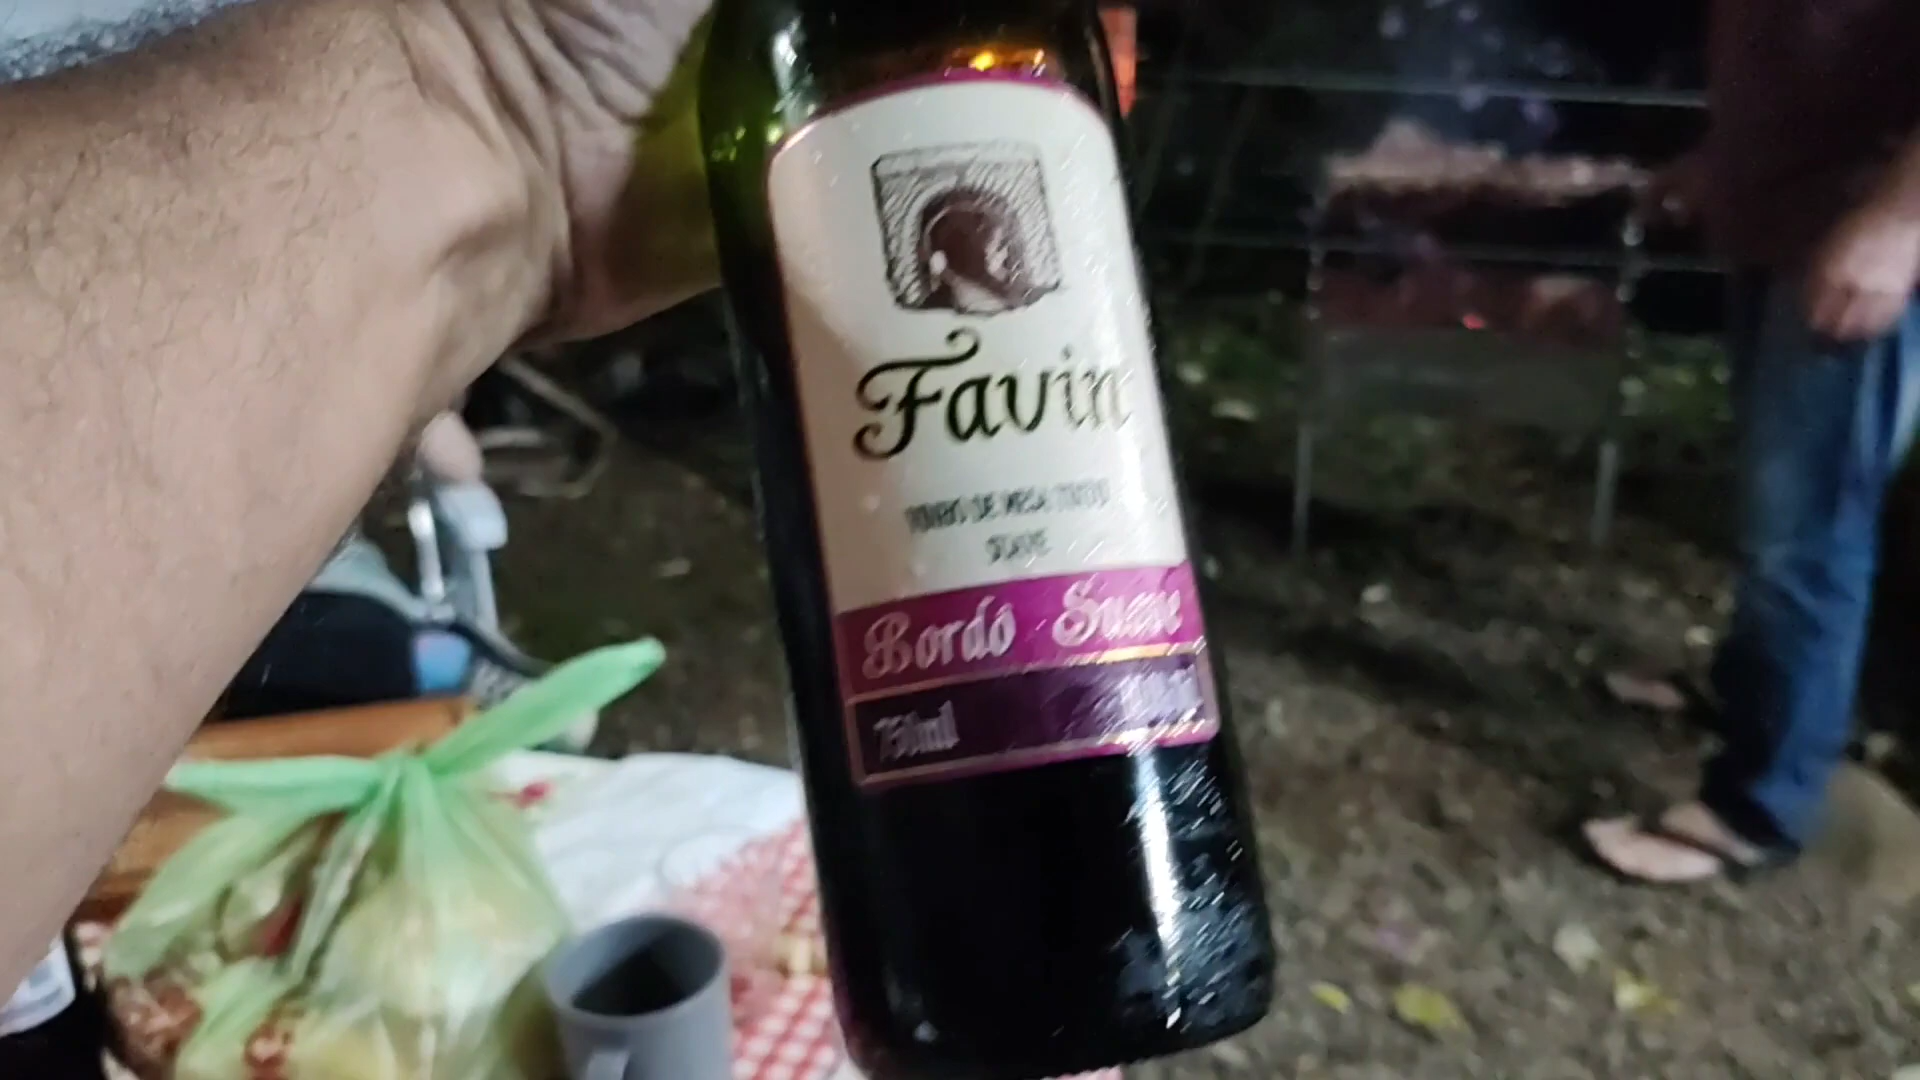 Favin
VINHO DE MESA TINTO
SUAVE
Bordô Suave
750ml